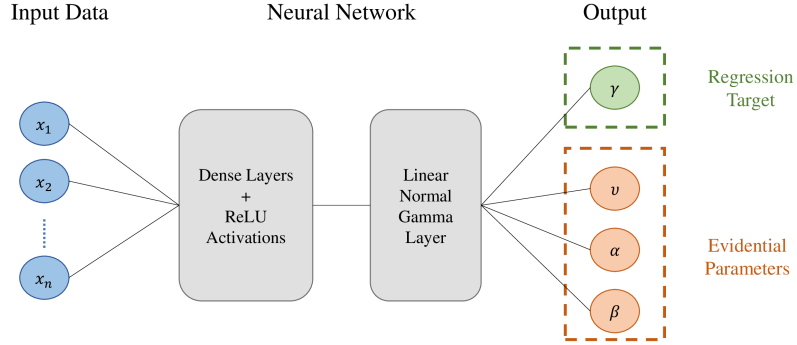 Input Data
Neural Network
Output
x₁
x₂
xₙ
Dense Layers
+
ReLU
Activations
Linear
Normal
Gamma
Layer
γ
υ
α
β
Regression
Target
Evidential
Parameters